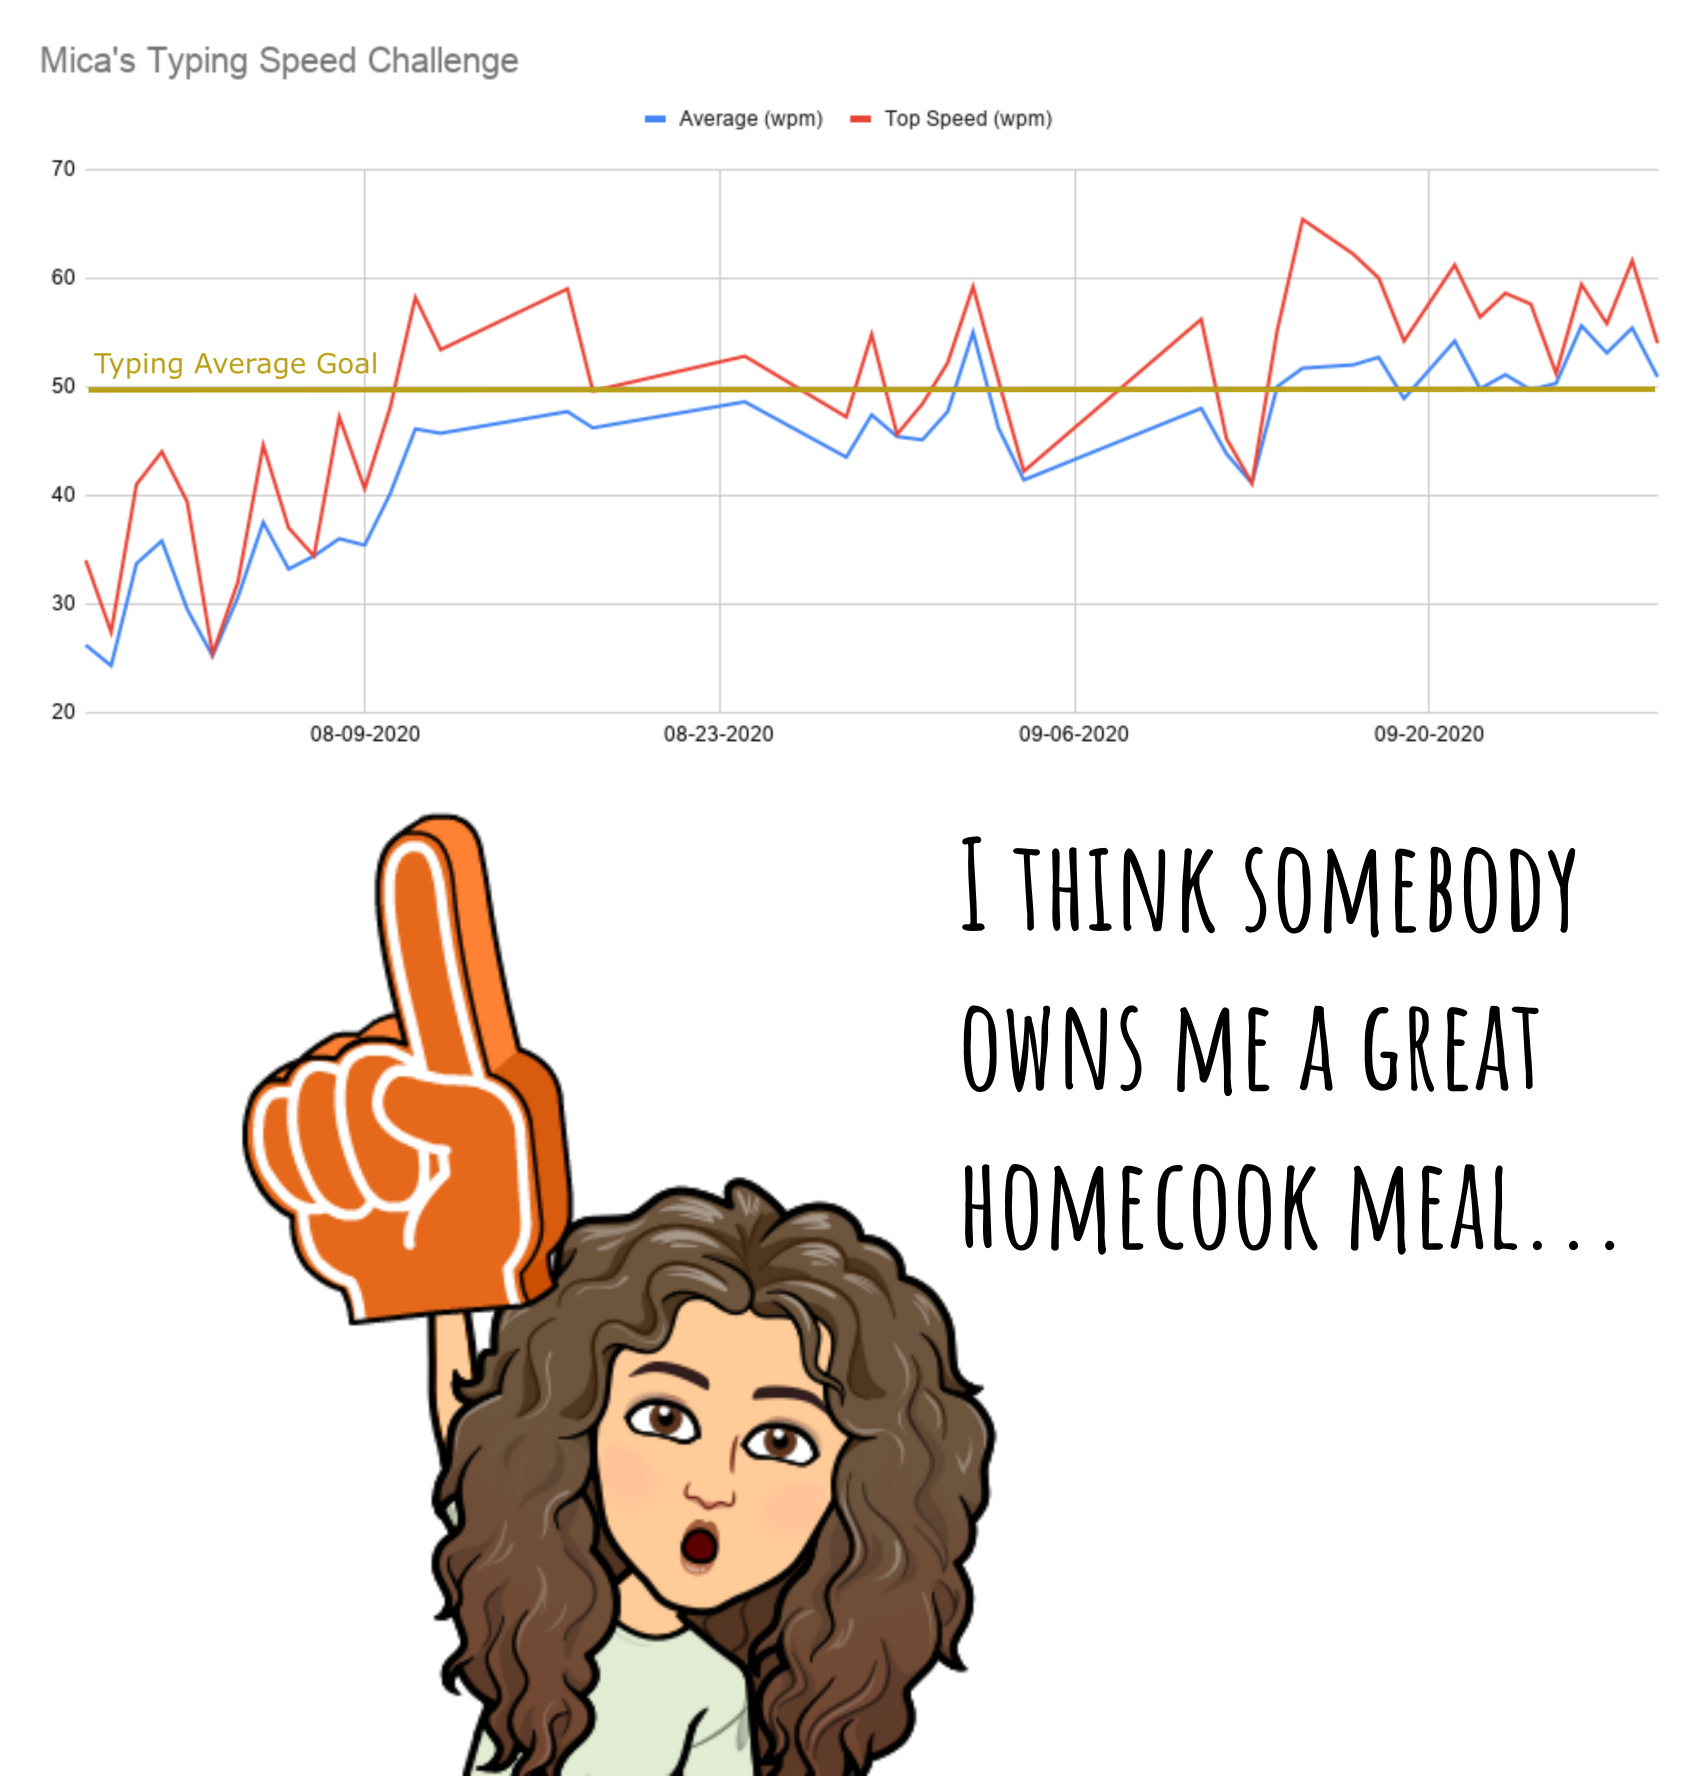 Mica's Typing Speed Challenge
Average (wpm) Top Speed (wpm)
70
60
Typing Average Goal
50
40
30
20
08-09-2020 08-23-2020 09-06-2020 09-20-2020
I THINK SOMEBODY
OWNS ME A GREAT
HOMECOOK MEAL...